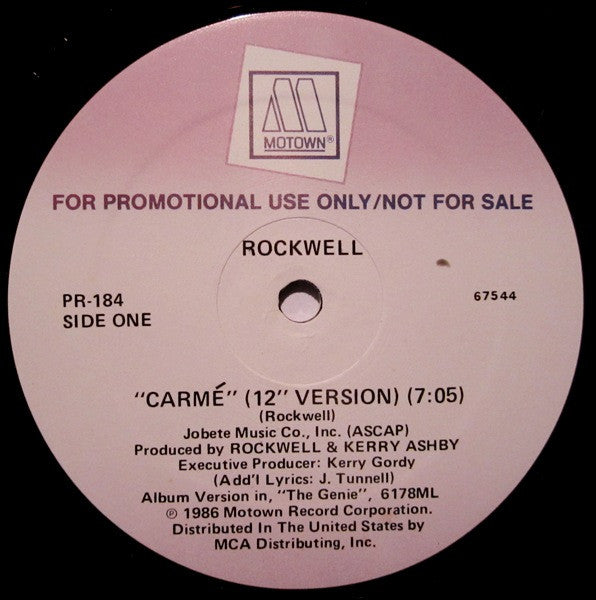 MOTOWN®
FOR PROMOTIONAL USE ONLY/NOT FOR SALE
ROCKWELL
PR-184
SIDE ONE
67544
"CARMÉ" (12" VERSION) (7:05)
(Rockwell)
Jobete Music Co., Inc. (ASCAP)
Produced by ROCKWELL & KERRY ASHBY
Executive Producer: Kerry Gordy
(Add'l Lyrics: J. Tunnell)
Album Version in, "The Genie", 6178ML
℗ 1986 Motown Record Corporation.
Distributed In The United States by
MCA Distributing, Inc.